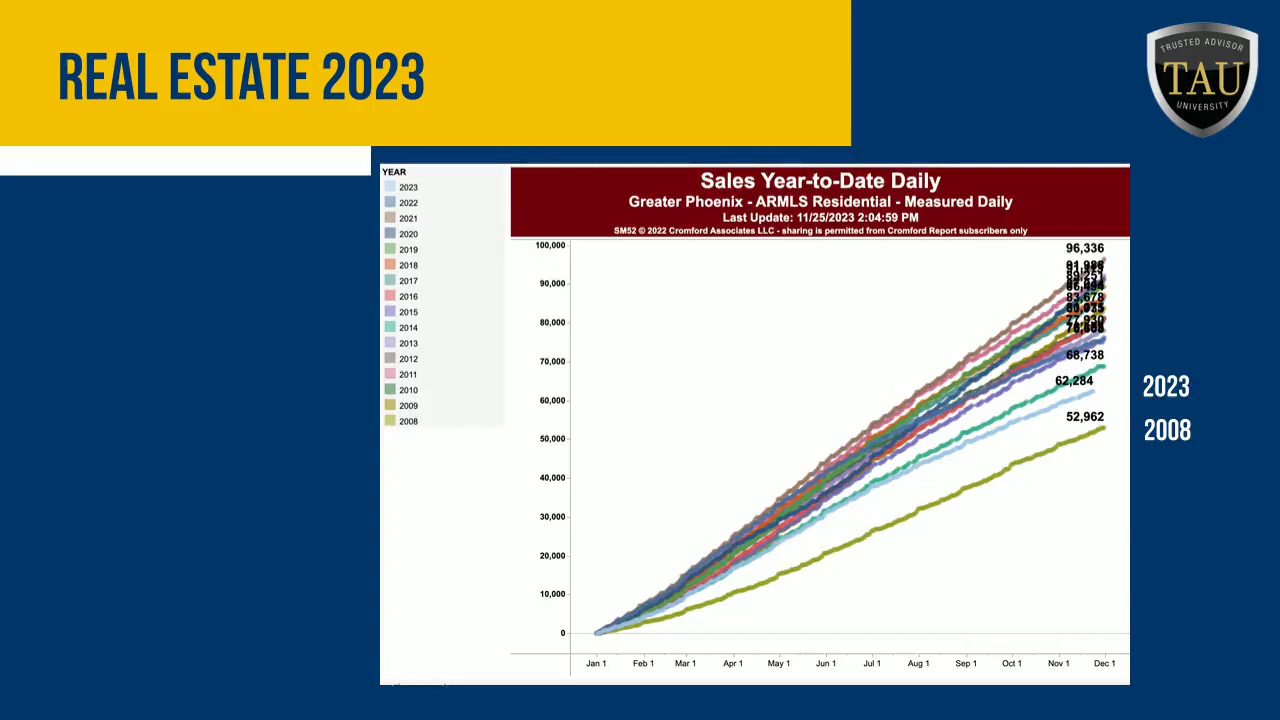 REAL ESTATE 2023
TRUSTED ADVISOR
TAU
UNIVERSITY
YEAR
2023
2022
2021
2020
2019
2018
2017
2016
2015
2014
2013
2012
2011
2010
2009
2008
Sales Year-to-Date Daily
Greater Phoenix - ARMLS Residential - Measured Daily
Last Update: 11/25/2023 2:04:59 PM
SM52 © 2022 Cromford Associates LLC - sharing is permitted from Cromford Report subscribers only
100,000
90,000
80,000
70,000
60,000
50,000
40,000
30,000
20,000
10,000
0
96,336
83,678
68,738
62,284
52,962
Jan 1
Feb 1
Mar 1
Apr 1
May 1
Jun 1
Jul 1
Aug 1
Sep 1
Oct 1
Nov 1
Dec 1
2023
2008